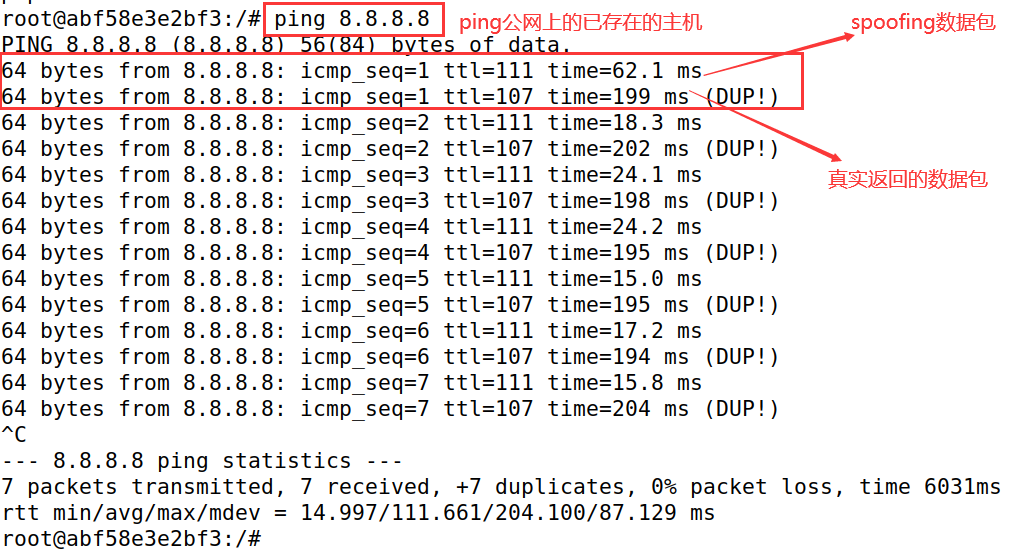 root@abf58e3e2bf3:/# ping 8.8.8.8 ping公网上的已存在的主机 spoofing数据包
PING 8.8.8.8 (8.8.8.8) 56(84) bytes of data.
64 bytes from 8.8.8.8: icmp_seq=1 ttl=111 time=62.1 ms
64 bytes from 8.8.8.8: icmp_seq=1 ttl=107 time=199 ms (DUP!)
64 bytes from 8.8.8.8: icmp_seq=2 ttl=111 time=18.3 ms
64 bytes from 8.8.8.8: icmp_seq=2 ttl=107 time=202 ms (DUP!)
64 bytes from 8.8.8.8: icmp_seq=3 ttl=111 time=24.1 ms
真实返回的数据包
64 bytes from 8.8.8.8: icmp_seq=3 ttl=107 time=198 ms (DUP!)
64 bytes from 8.8.8.8: icmp_seq=4 ttl=111 time=24.2 ms
64 bytes from 8.8.8.8: icmp_seq=4 ttl=107 time=195 ms (DUP!)
64 bytes from 8.8.8.8: icmp_seq=5 ttl=111 time=15.0 ms
64 bytes from 8.8.8.8: icmp_seq=5 ttl=107 time=195 ms (DUP!)
64 bytes from 8.8.8.8: icmp_seq=6 ttl=111 time=17.2 ms
64 bytes from 8.8.8.8: icmp_seq=6 ttl=107 time=194 ms (DUP!)
64 bytes from 8.8.8.8: icmp_seq=7 ttl=111 time=15.8 ms
64 bytes from 8.8.8.8: icmp_seq=7 ttl=107 time=204 ms (DUP!)
^C
--- 8.8.8.8 ping statistics ---
7 packets transmitted, 7 received, +7 duplicates, 0% packet loss, time 6031ms
rtt min/avg/max/mdev = 14.997/111.661/204.100/87.129 ms
root@abf58e3e2bf3:/#